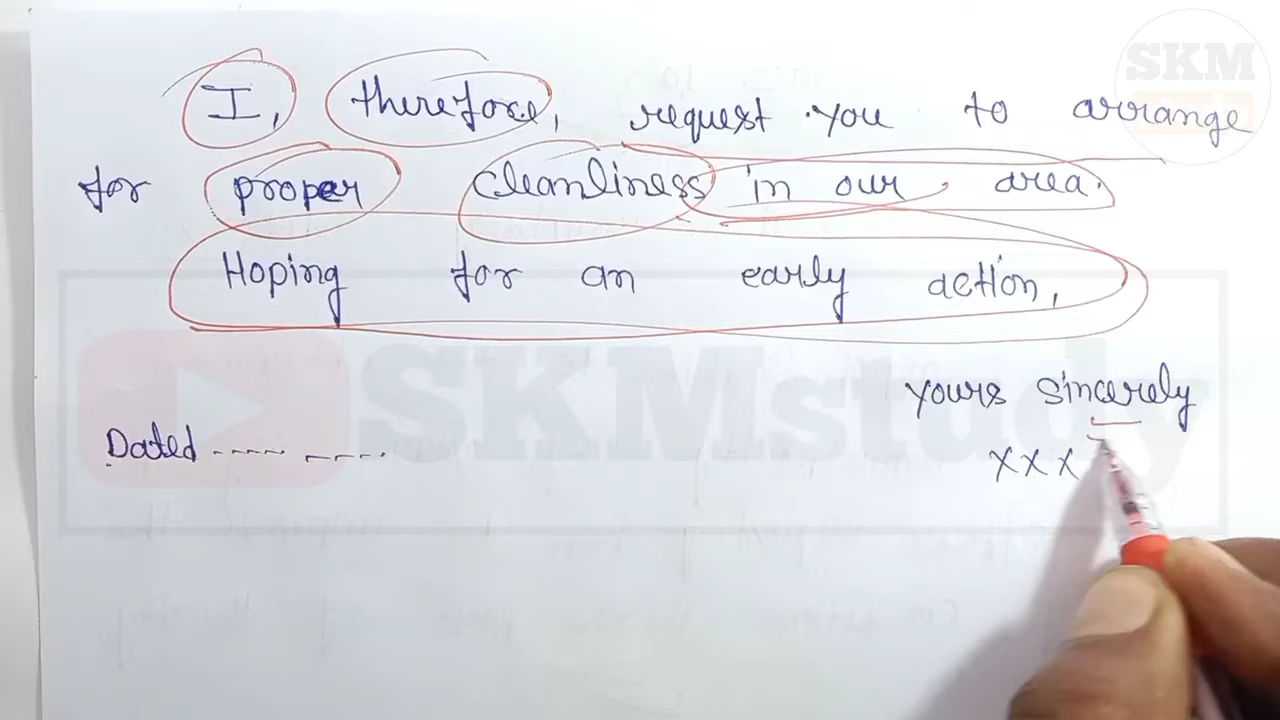 I, therefore, request you to arrange
for proper cleanliness in our area.
Hoping for an early action,
Yours sincerely
Dated ---- ----
X X X
SKM
SKMstudy